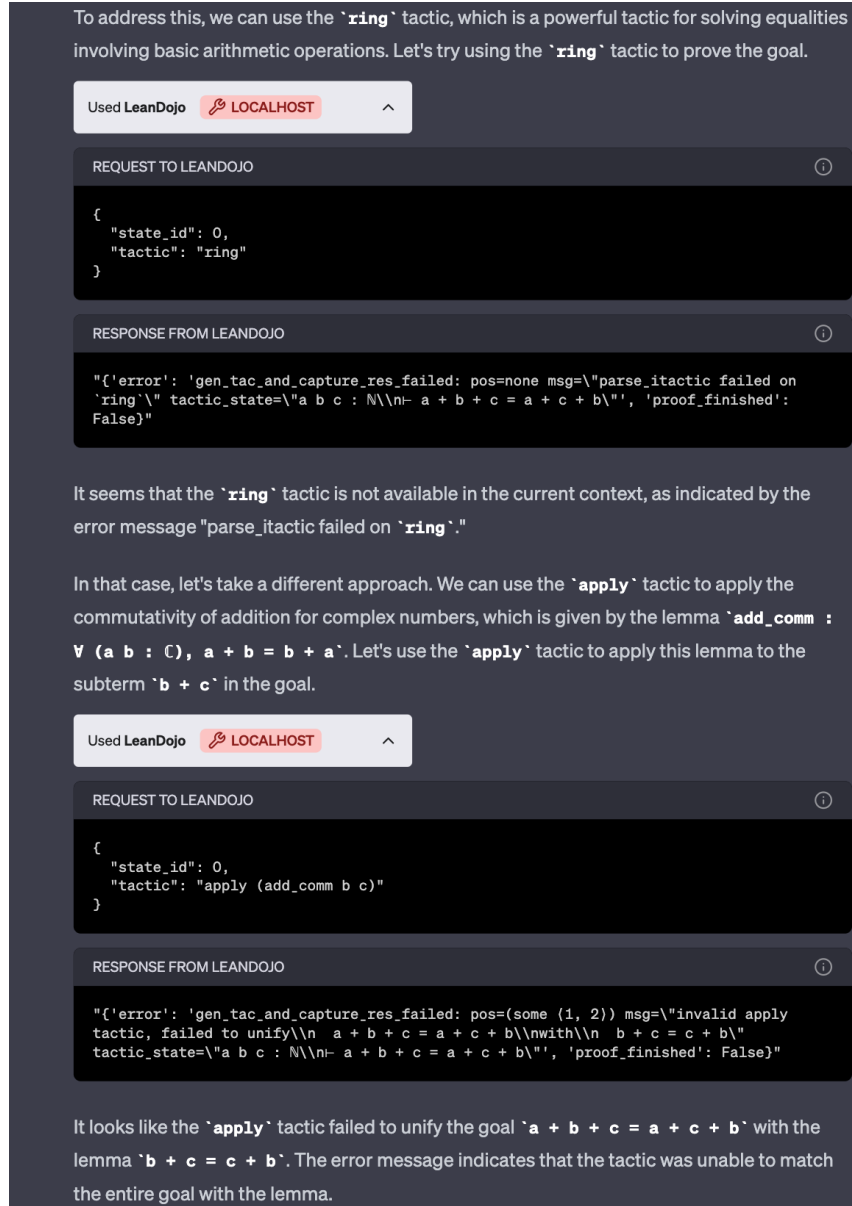 To address this, we can use the `ring` tactic, which is a powerful tactic for solving equalities
involving basic arithmetic operations. Let's try using the `ring` tactic to prove the goal.
Used LeanDojo LOCALHOST
REQUEST TO LEANDOJO
{
  "state_id": 0,
  "tactic": "ring"
}
RESPONSE FROM LEANDOJO
"{'error': 'gen_tac_and_capture_res_failed: pos=none msg=\"parse_itactic failed on
`ring`\" tactic_state=\"a b c : ℕ\\n⊢ a + b + c = a + c + b\"', 'proof_finished':
False}"
It seems that the `ring` tactic is not available in the current context, as indicated by the
error message "parse_itactic failed on `ring`."
In that case, let's take a different approach. We can use the `apply` tactic to apply the
commutativity of addition for complex numbers, which is given by the lemma `add_comm :
∀ (a b : ℂ), a + b = b + a`. Let's use the `apply` tactic to apply this lemma to the
subterm `b + c` in the goal.
Used LeanDojo LOCALHOST
REQUEST TO LEANDOJO
{
  "state_id": 0,
  "tactic": "apply (add_comm b c)"
}
RESPONSE FROM LEANDOJO
"{'error': 'gen_tac_and_capture_res_failed: pos=(some ⟨1, 2⟩) msg=\"invalid apply
tactic, failed to unify\\n  a + b + c = a + c + b\\nwith\\n  b + c = c + b\"
tactic_state=\"a b c : ℕ\\n⊢ a + b + c = a + c + b\"', 'proof_finished': False}"
It looks like the `apply` tactic failed to unify the goal `a + b + c = a + c + b` with the
lemma `b + c = c + b`. The error message indicates that the tactic was unable to match
the entire goal with the lemma.